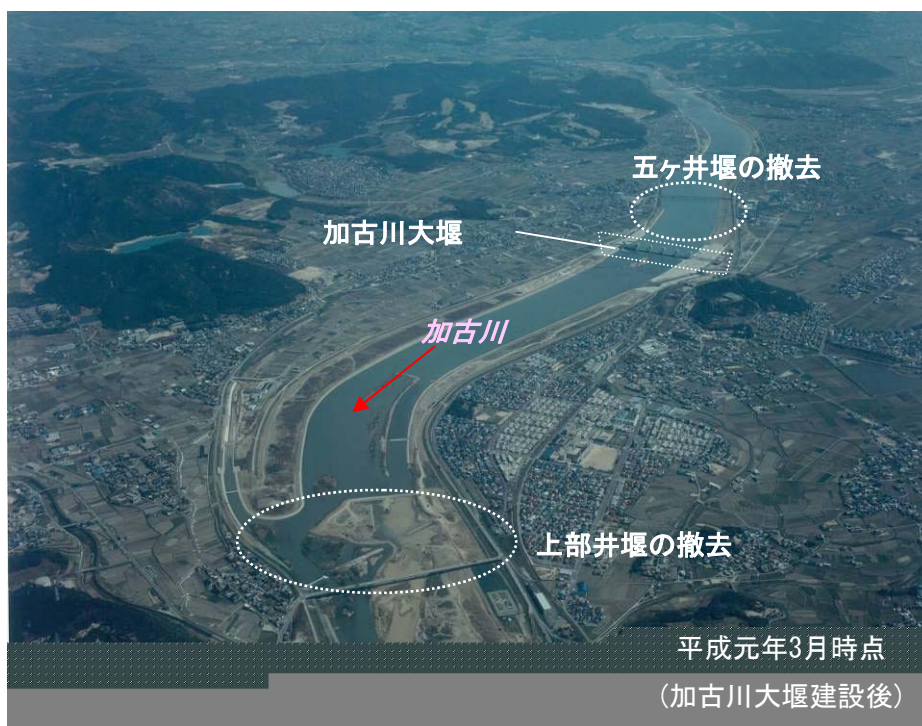 五ヶ井堰の撤去
加古川大堰
加古川
上部井堰の撤去
平成元年3月時点
(加古川大堰建設後)